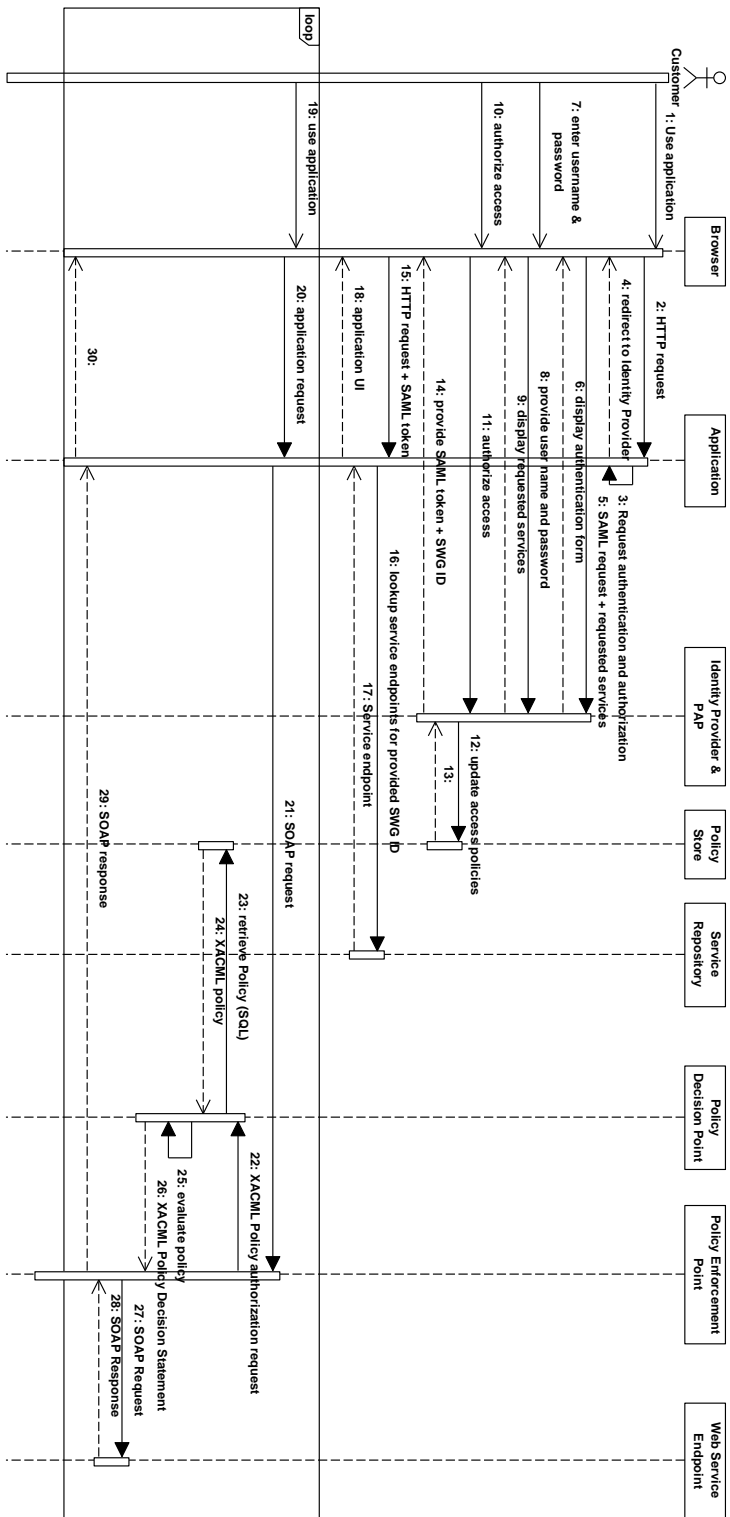 Customer
Browser
Application
Identity Provider &
PAP
Policy
Store
Service
Repository
Policy
Decision Point
Policy Enforcement
Point
Web Service
Endpoint
1: Use application
2: HTTP request
3: Request authentication and authorization
4: redirect to Identity Provider
5: SAML request + requested services
6: display authentication form
7: enter username &
password
8: provide user name and password
9: display requested services
10: authorize access
11: authorize access
12: update access policies
13:
14: provide SAML token + SWG ID
15: HTTP request + SAML token
16: lookup service endpoints for provided SWG ID
17: Service endpoint
18: application UI
loop
19: use application
20: application request
21: SOAP request
22: XACML Policy authorization request
23: retrieve Policy (SQL)
24: XACML policy
25: evaluate policy
26: XACML Policy Decision Statement
27: SOAP Request
28: SOAP Response
29: SOAP response
30: